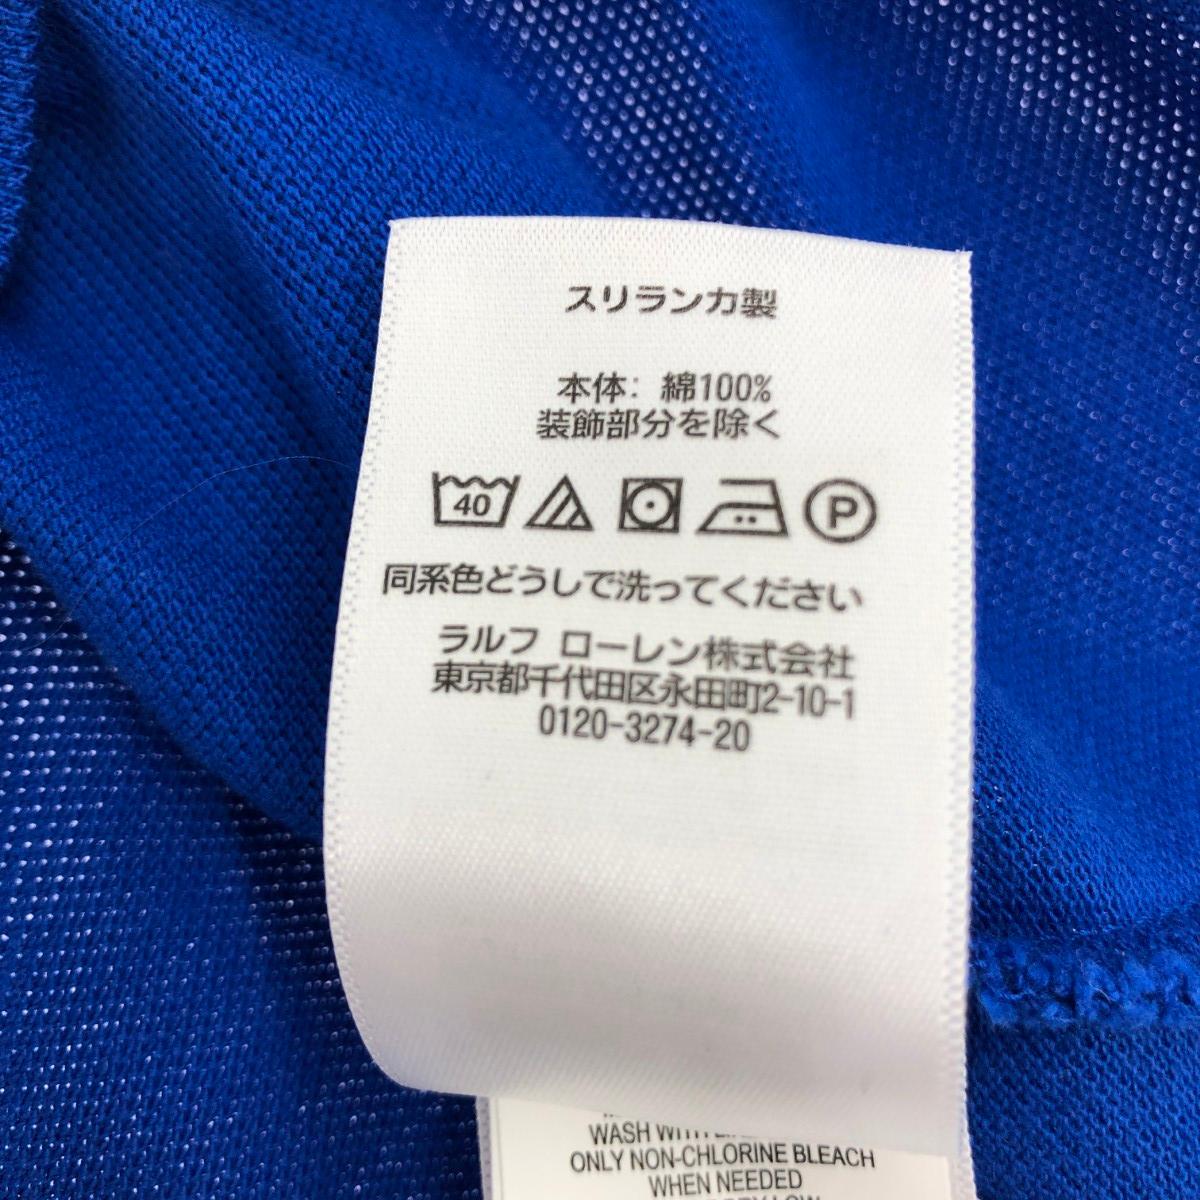 スリランカ製
本体: 綿100%
装飾部分を除く
40 P
同系色どうしで洗ってください
ラルフ ローレン株式会社
東京都千代田区永田町2-10-1
0120-3274-20
WASH WITH
ONLY NON-CHLORINE BLEACH
WHEN NEEDED
LOW